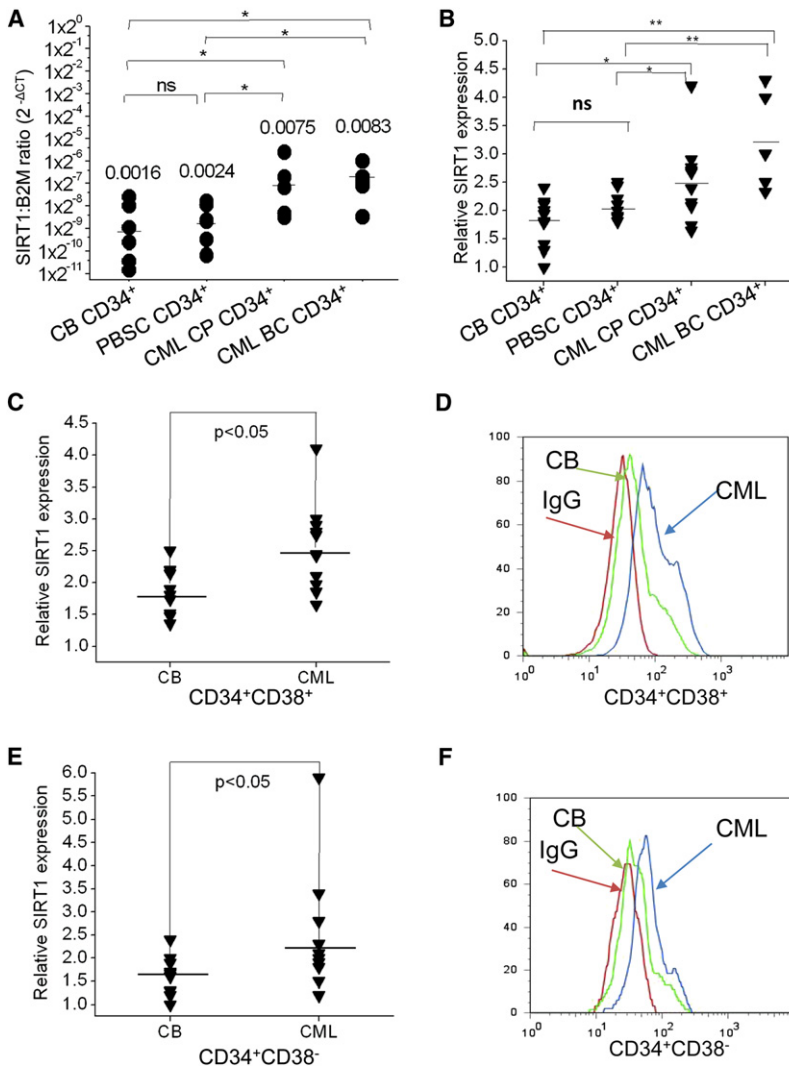 A
1x2^0
1x2^-1
1x2^-2
1x2^-3
1x2^-4
1x2^-5
1x2^-6
1x2^-7
1x2^-8
1x2^-9
1x2^-10
1x2^-11
SIRT1:B2M ratio (2^-ΔCT)
*
*
*
ns
*
0.0016
0.0024
0.0075
0.0083
CB CD34+
PBSC CD34+
CML CP CD34+
CML BC CD34+
B
5.0
4.5
4.0
3.5
3.0
2.5
2.0
1.5
1.0
Relative SIRT1 expression
**
**
*
*
ns
CB CD34+
PBSC CD34+
CML CP CD34+
CML BC CD34+
C
4.5
4.0
3.5
3.0
2.5
2.0
1.5
1.0
Relative SIRT1 expression
p<0.05
CB
CML
CD34+CD38+
D
100
80
60
40
20
0
CB
IgG
CML
10^0
10^1
10^2
10^3
CD34+CD38+
E
6.0
5.5
5.0
4.5
4.0
3.5
3.0
2.5
2.0
1.5
1.0
Relative SIRT1 expression
p<0.05
CB
CML
CD34+CD38-
F
100
80
60
40
20
0
CB
IgG
CML
10^0
10^1
10^2
10^3
CD34+CD38-